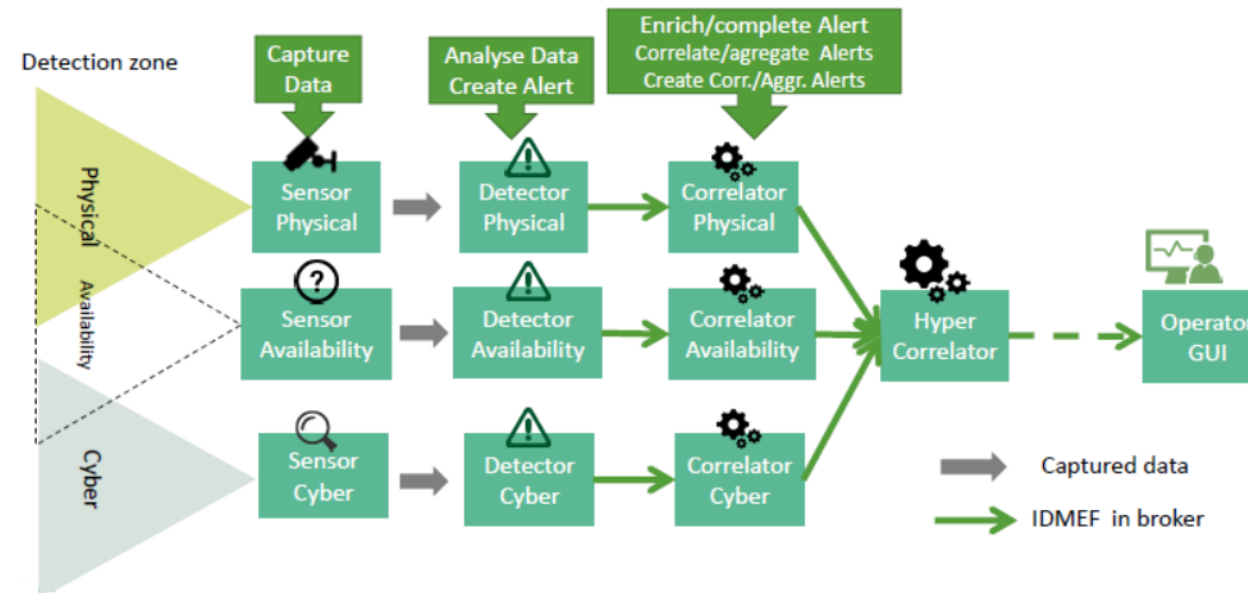 Detection zone
Capture
Data
Analyse Data
Create Alert
Enrich/complete Alert
Correlate/agregate Alerts
Create Corr./Aggr. Alerts
Physical
Availability
Cyber
Sensor
Physical
Detector
Physical
Correlator
Physical
?
Sensor
Availability
Detector
Availability
Correlator
Availability
Hyper
Correlator
Operator
GUI
Sensor
Cyber
Detector
Cyber
Correlator
Cyber
Captured data
IDMEF in broker